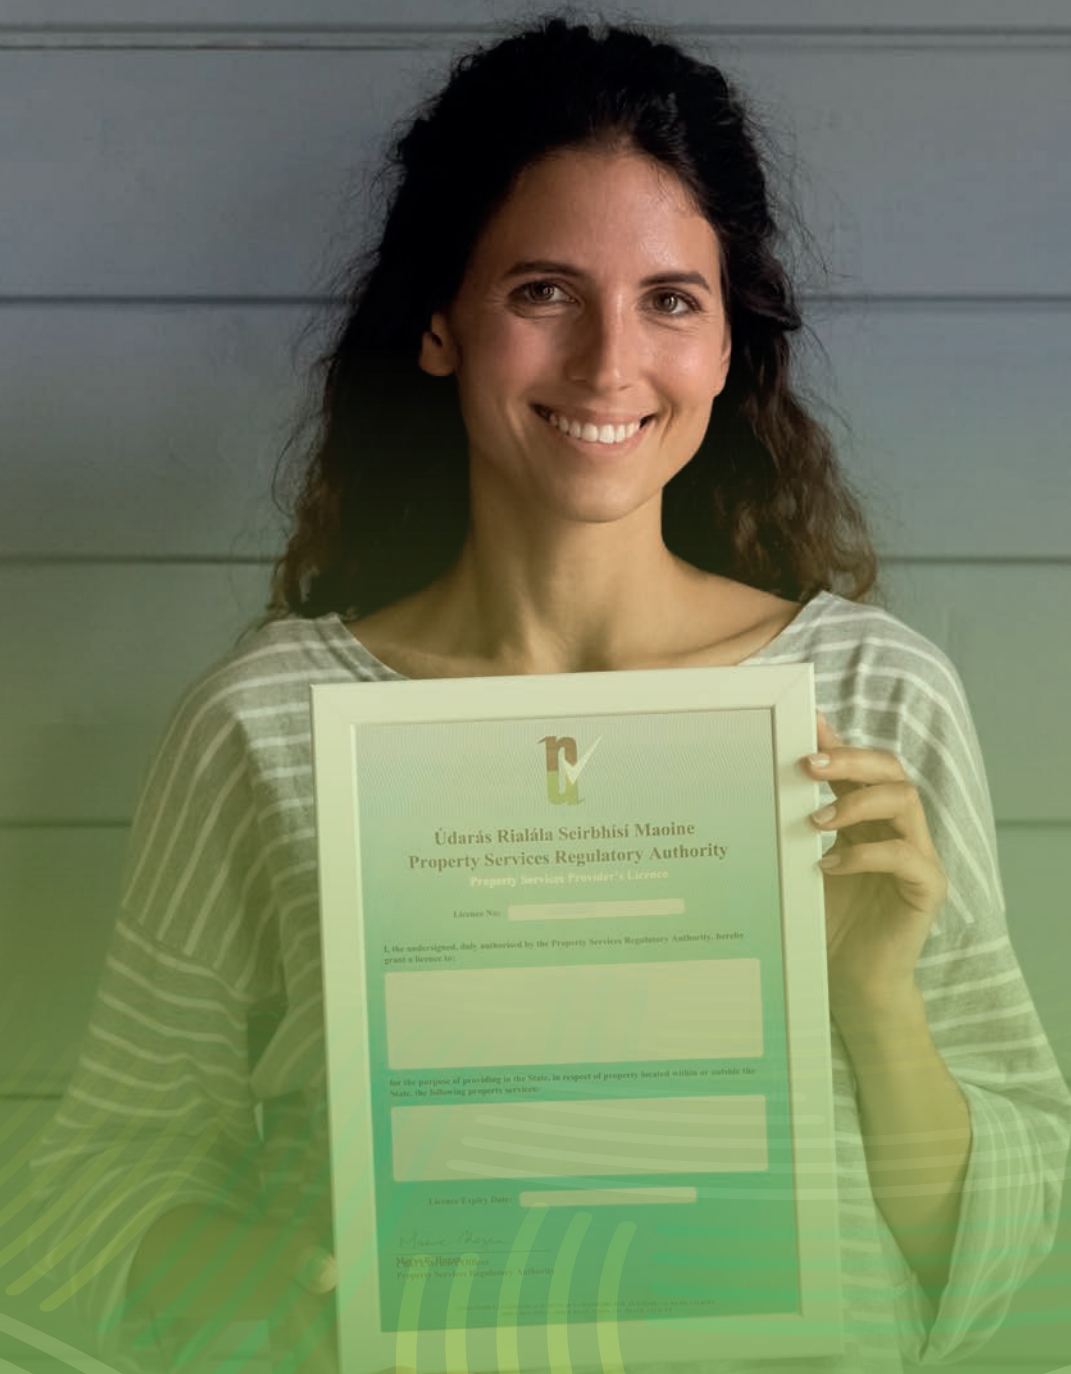 Údarás Rialála Seirbhísí Maoine
Property Services Regulatory Authority
Property Services Provider's Licence
Licence No:
I, the undersigned, duly authorised by the Property Services Regulatory Authority, hereby
grant a licence to:
for the purpose of providing in the State, in respect of property located within or outside the
State, the following property services:
Licence Expiry Date:
Property Services Regulatory Authority